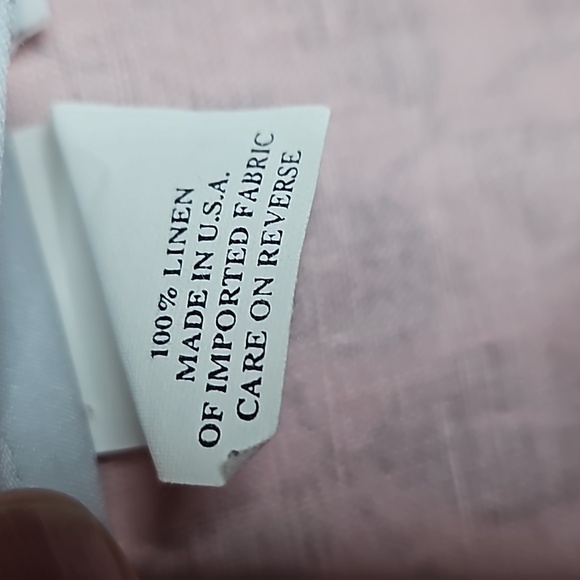 100% LINEN
MADE IN U.S.A.
OF IMPORTED FABRIC
CARE ON REVERSE